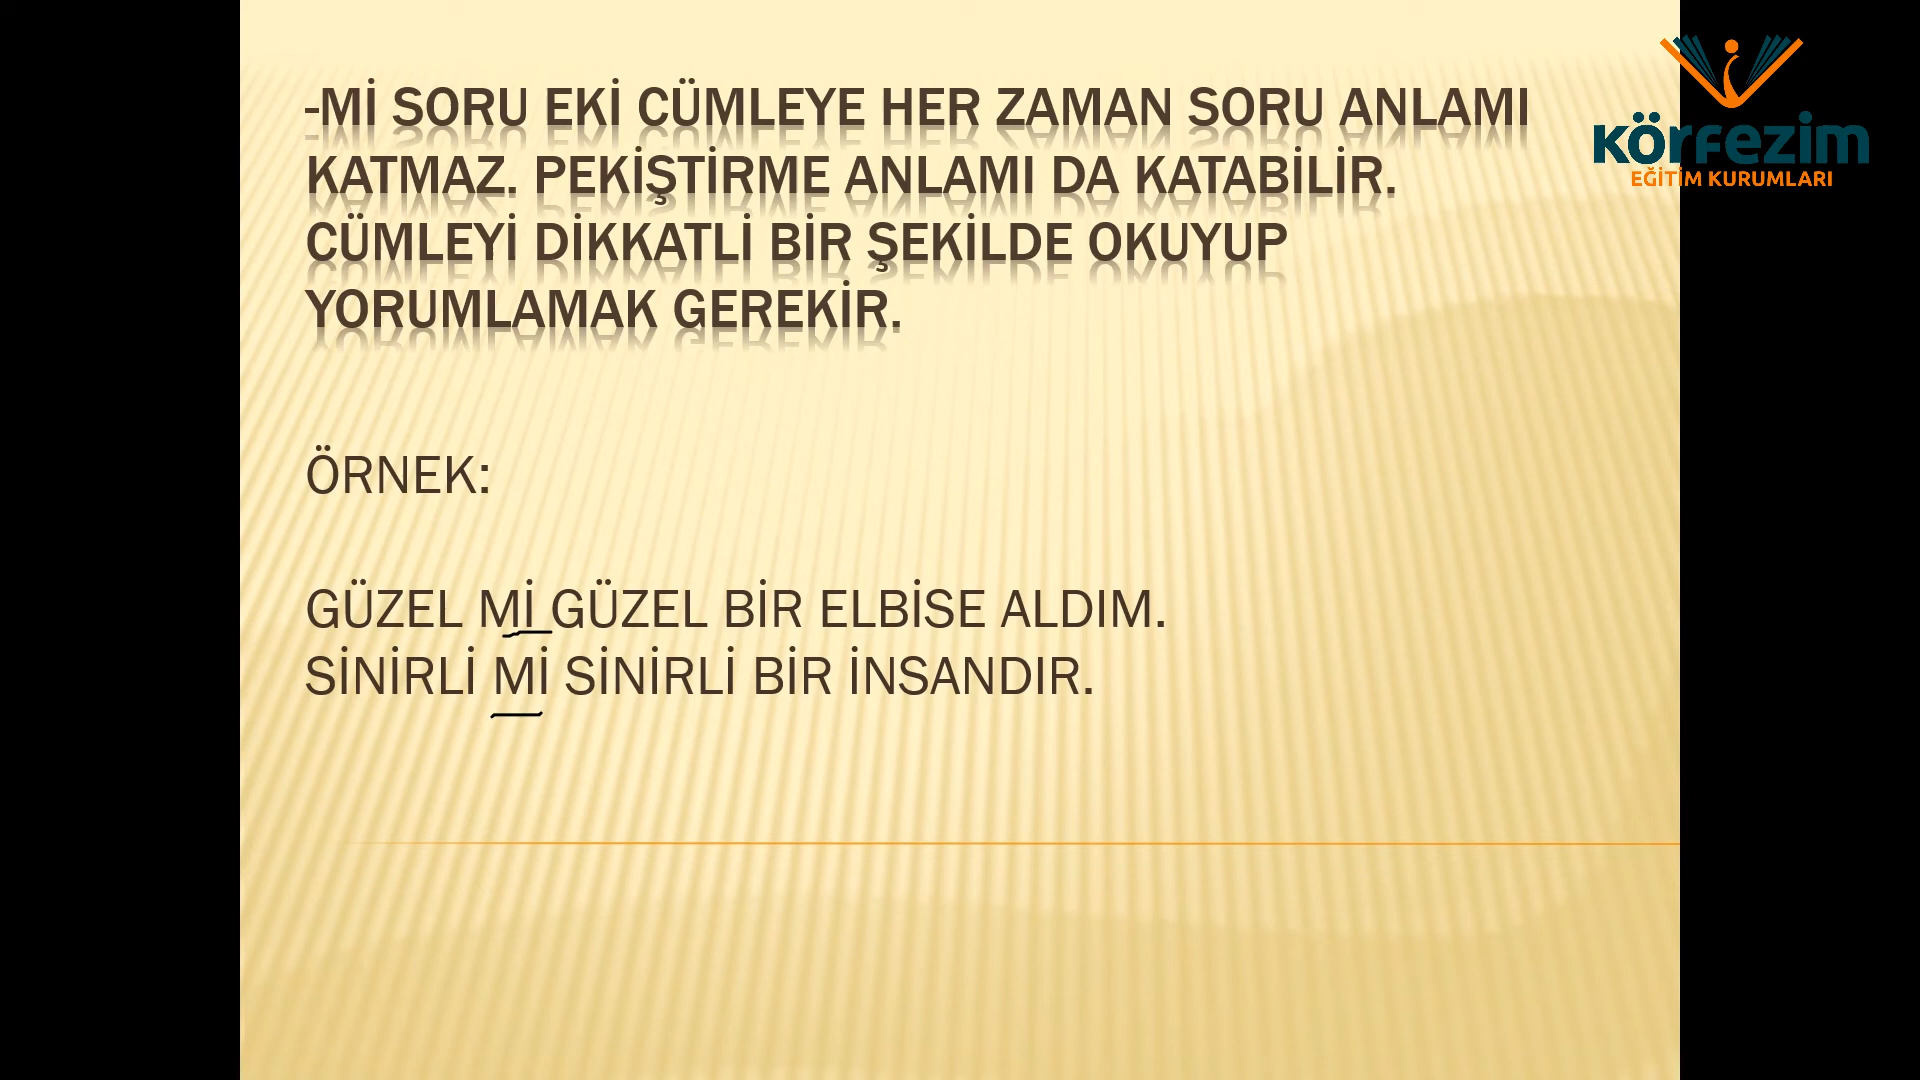 -Mİ SORU EKİ CÜMLEYE HER ZAMAN SORU ANLAMI
KATMAZ. PEKİŞTİRME ANLAMI DA KATABİLİR.
CÜMLEYİ DİKKATLİ BİR ŞEKİLDE OKUYUP
YORUMLAMAK GEREKİR.
körfezim
EĞİTİM KURUMLARI
ÖRNEK:
GÜZEL Mİ GÜZEL BİR ELBİSE ALDIM.
SİNİRLİ Mİ SİNİRLİ BİR İNSANDIR.